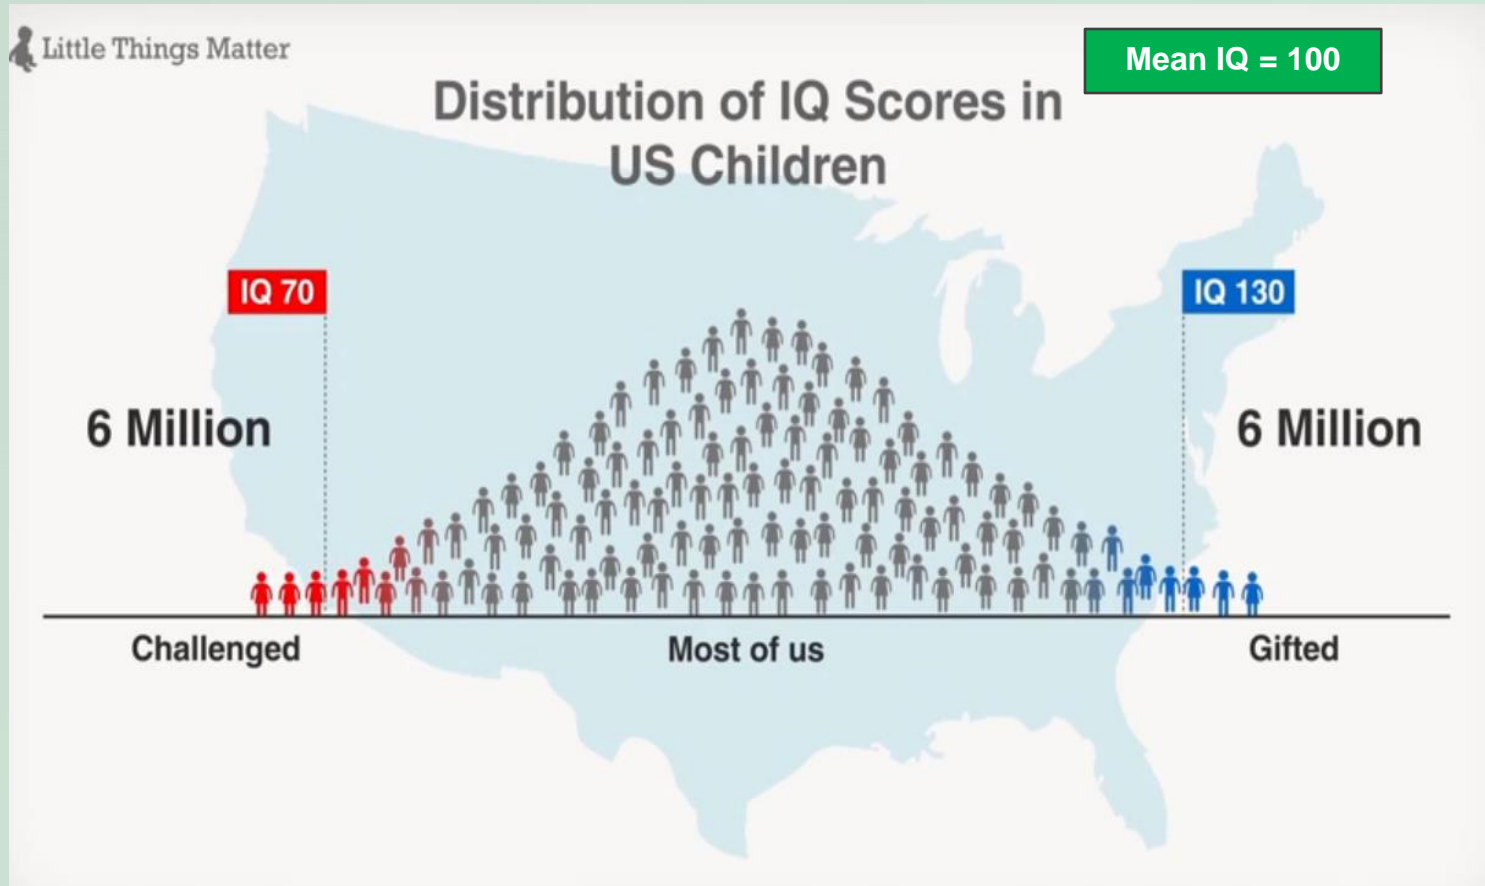 Little Things Matter
Mean IQ = 100
Distribution of IQ Scores in
US Children
IQ 70
IQ 130
6 Million
6 Million
Challenged
Most of us
Gifted